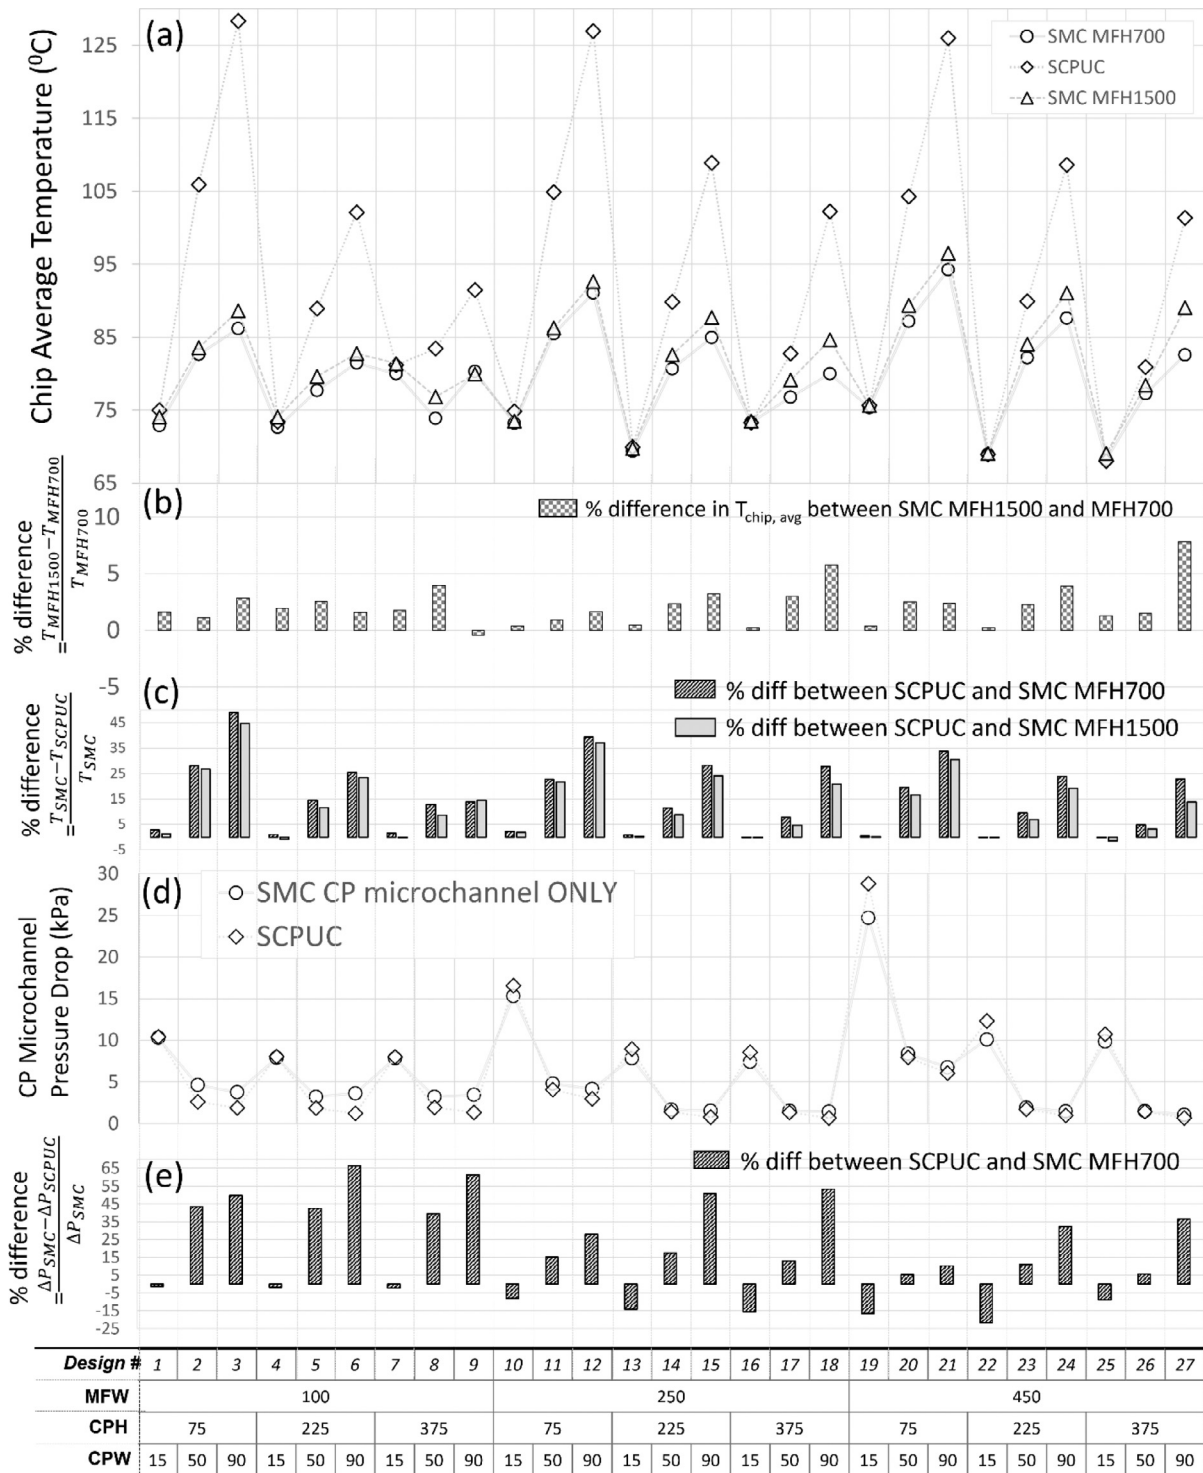 (a)
SMC MFH700
SCPUC
SMC MFH1500
Chip Average Temperature (⁰C)
125
115
105
95
85
75
65
(b)
% difference in T_chip, avg between SMC MFH1500 and MFH700
% difference
= (T_MFH1500 − T_MFH700) / T_MFH700
10
5
0
-5
(c)
% diff between SCPUC and SMC MFH700
% diff between SCPUC and SMC MFH1500
% difference
= (T_SMC − T_SCPUC) / T_SMC
45
35
25
15
5
-5
(d)
SMC CP microchannel ONLY
SCPUC
CP Microchannel
Pressure Drop (kPa)
30
25
20
15
10
5
0
(e)
% diff between SCPUC and SMC MFH700
% difference
= (ΔP_SMC − ΔP_SCPUC) / ΔP_SMC
65
55
45
35
25
15
5
-5
-15
-25
Design # 1 2 3 4 5 6 7 8 9 10 11 12 13 14 15 16 17 18 19 20 21 22 23 24 25 26 27
MFW 100 250 450
CPH 75 225 375 75 225 375 75 225 375
CPW 15 50 90 15 50 90 15 50 90 15 50 90 15 50 90 15 50 90 15 50 90 15 50 90 15 50 90